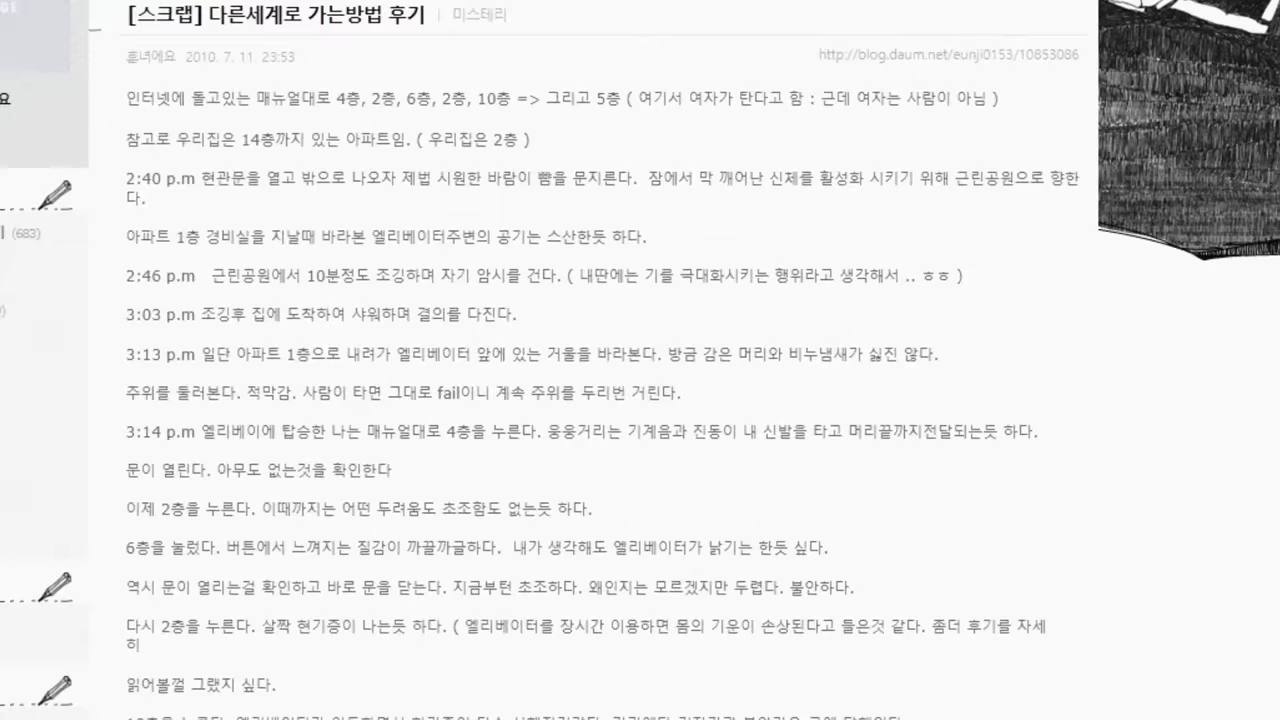 [스크랩] 다른세계로 가는방법 후기 | 미스테리
훈녀에요 2010. 7. 11. 23:53
http://blog.daum.net/eunji0153/10853086
요
(683)
인터넷에 돌고있는 매뉴얼대로 4층, 2층, 6층, 2층, 10층 => 그리고 5층 ( 여기서 여자가 탄다고 함 : 근데 여자는 사람이 아님 )
참고로 우리집은 14층까지 있는 아파트임. ( 우리집은 2층 )
2:40 p.m 현관문을 열고 밖으로 나오자 제법 시원한 바람이 뺨을 문지른다. 잠에서 막 깨어난 신체를 활성화 시키기 위해 근린공원으로 향한
다.
아파트 1층 경비실을 지날때 바라본 엘리베이터주변의 공기는 스산한듯 하다.
2:46 p.m 근린공원에서 10분정도 조깅하며 자기 암시를 건다. ( 내딴에는 기를 극대화시키는 행위라고 생각해서 .. ㅎㅎ )
3:03 p.m 조깅후 집에 도착하여 샤워하며 결의를 다진다.
3:13 p.m 일단 아파트 1층으로 내려가 엘리베이터 앞에 있는 거울을 바라본다. 방금 감은 머리와 비누냄새가 싫진 않다.
주위를 둘러본다. 적막감. 사람이 타면 그대로 fail이니 계속 주위를 두리번 거린다.
3:14 p.m 엘리베이에 탑승한 나는 매뉴얼대로 4층을 누른다. 웅웅거리는 기계음과 진동이 내 신발을 타고 머리끝까지전달되는듯 하다.
문이 열린다. 아무도 없는것을 확인한다
이제 2층을 누른다. 이때까지는 어떤 두려움도 초조함도 없는듯 하다.
6층을 눌렀다. 버튼에서 느껴지는 질감이 까끌까글하다. 내가 생각해도 엘리베이터가 낡기는 한듯 싶다.
역시 문이 열리는걸 확인하고 바로 문을 닫는다. 지금부턴 초조하다. 왜인지는 모르겠지만 두렵다. 불안하다.
다시 2층을 누른다. 살짝 현기증이 나는듯 하다. ( 엘리베이터를 장시간 이용하면 몸의 기운이 손상된다고 들은것 같다. 좀더 후기를 자세
히
읽어볼껄 그랬지 싶다.